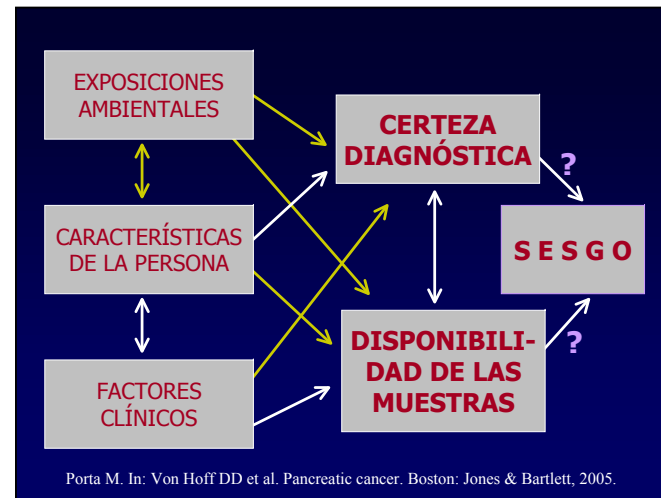 EXPOSICIONES
AMBIENTALES
CERTEZA
DIAGNÓSTICA
?
CARACTERÍSTICAS
DE LA PERSONA
S E S G O
DISPONIBILI-
DAD DE LAS
MUESTRAS
?
FACTORES
CLÍNICOS
Porta M. In: Von Hoff DD et al. Pancreatic cancer. Boston: Jones & Bartlett, 2005.